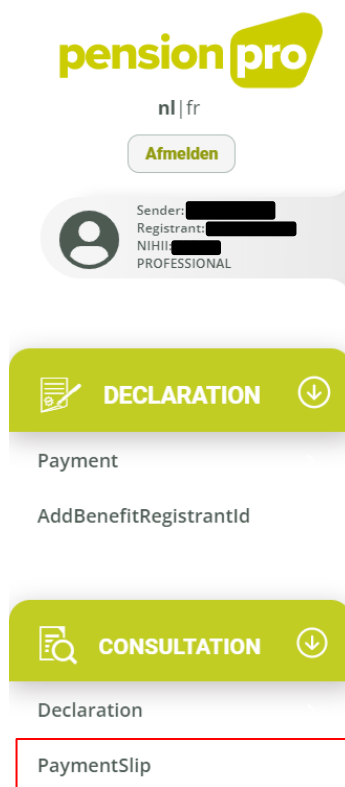 pension pro
nl|fr
Afmelden
Sender:
Registrant:
NIHII:
PROFESSIONAL
DECLARATION
Payment
AddBenefitRegistrantId
CONSULTATION
Declaration
PaymentSlip